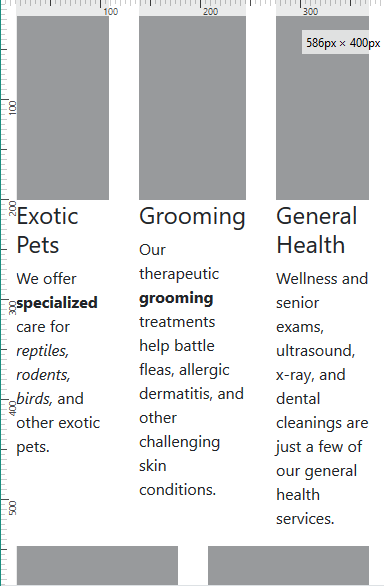 100
200
300
586px × 400px
100
200
300
400
500
Exotic
Pets
We offer
specialized
care for
reptiles,
rodents,
birds, and
other exotic
pets.
Grooming
Our
therapeutic
grooming
treatments
help battle
fleas, allergic
dermatitis, and
other
challenging
skin
conditions.
General
Health
Wellness and
senior
exams,
ultrasound,
x-ray, and
dental
cleanings are
just a few of
our general
health
services.